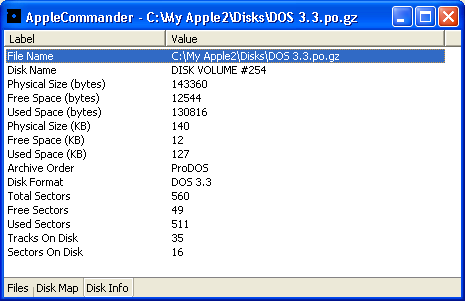 AppleCommander - C:\My Apple2\Disks\DOS 3.3.po.gz
Label Value
File Name C:\My Apple2\Disks\DOS 3.3.po.gz
Disk Name DISK VOLUME #254
Physical Size (bytes) 143360
Free Space (bytes) 12544
Used Space (bytes) 130816
Physical Size (KB) 140
Free Space (KB) 12
Used Space (KB) 127
Archive Order ProDOS
Disk Format DOS 3.3
Total Sectors 560
Free Sectors 49
Used Sectors 511
Tracks On Disk 35
Sectors On Disk 16
Files Disk Map Disk Info